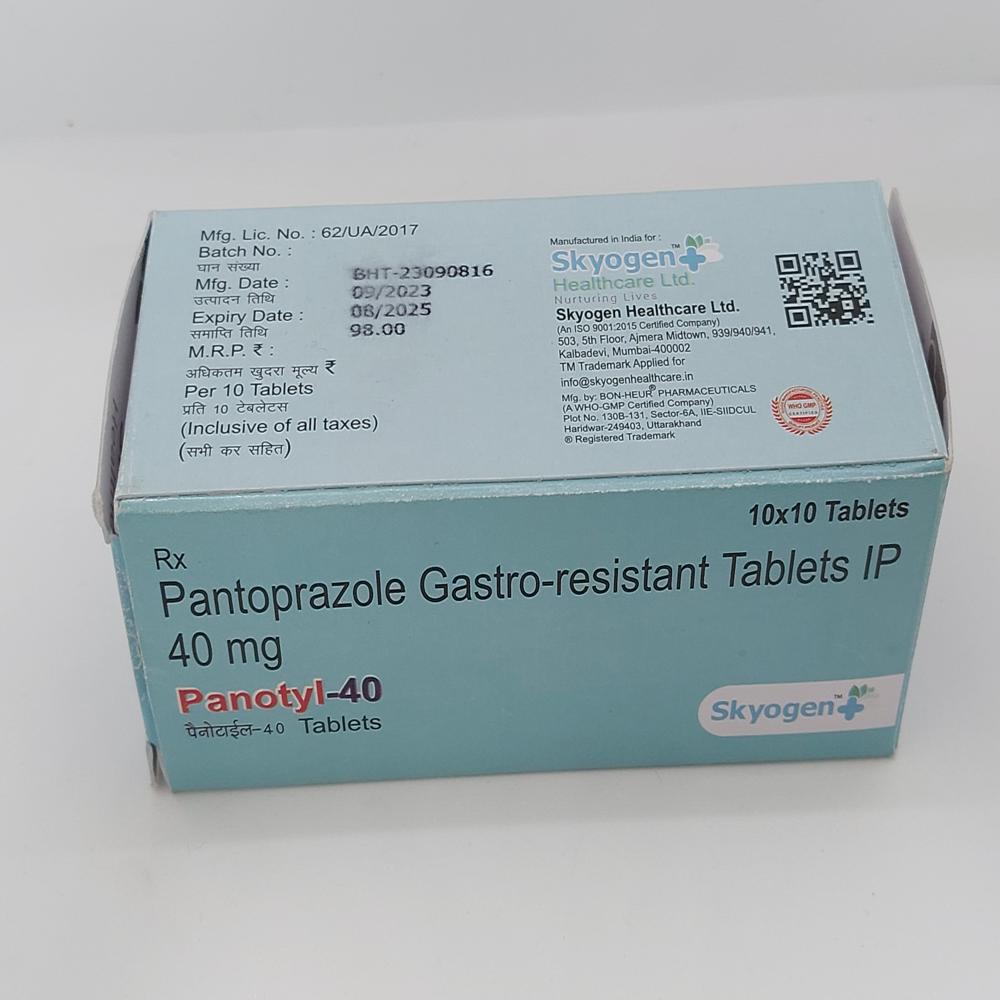 Mfg. Lic. No. : 62/UA/2017
Batch No. :
घान संख्या
BHT-23090816
Mfg. Date :
09/2023
उत्पादन तिथि
Expiry Date :
08/2025
समाप्ति तिथि
98.00
M.R.P. ₹ :
अधिकतम खुदरा मूल्य ₹
Per 10 Tablets
प्रति 10 टेबलेटस
(Inclusive of all taxes)
(सभी कर सहित)
Manufactured in India for :
Skyogen™
Healthcare Ltd.
Nurturing Lives
Skyogen Healthcare Ltd.
(An ISO 9001:2015 Certified Company)
503, 5th Floor, Ajmera Midtown, 939/940/941,
Kalbadevi, Mumbai-400002
TM Trademark Applied for
info@skyogenhealthcare.in
Mfg. by: BON-HEUR® PHARMACEUTICALS
(A WHO-GMP Certified Company)
Plot No. 130B-131, Sector-6A, IIE-SIIDCUL
Haridwar-249403, Uttarakhand
® Registered Trademark
WHO GMP
CERTIFIED
10x10 Tablets
Rx
Pantoprazole Gastro-resistant Tablets IP
40 mg
Panotyl-40
पैनोटाईल-40 Tablets
Skyogen™